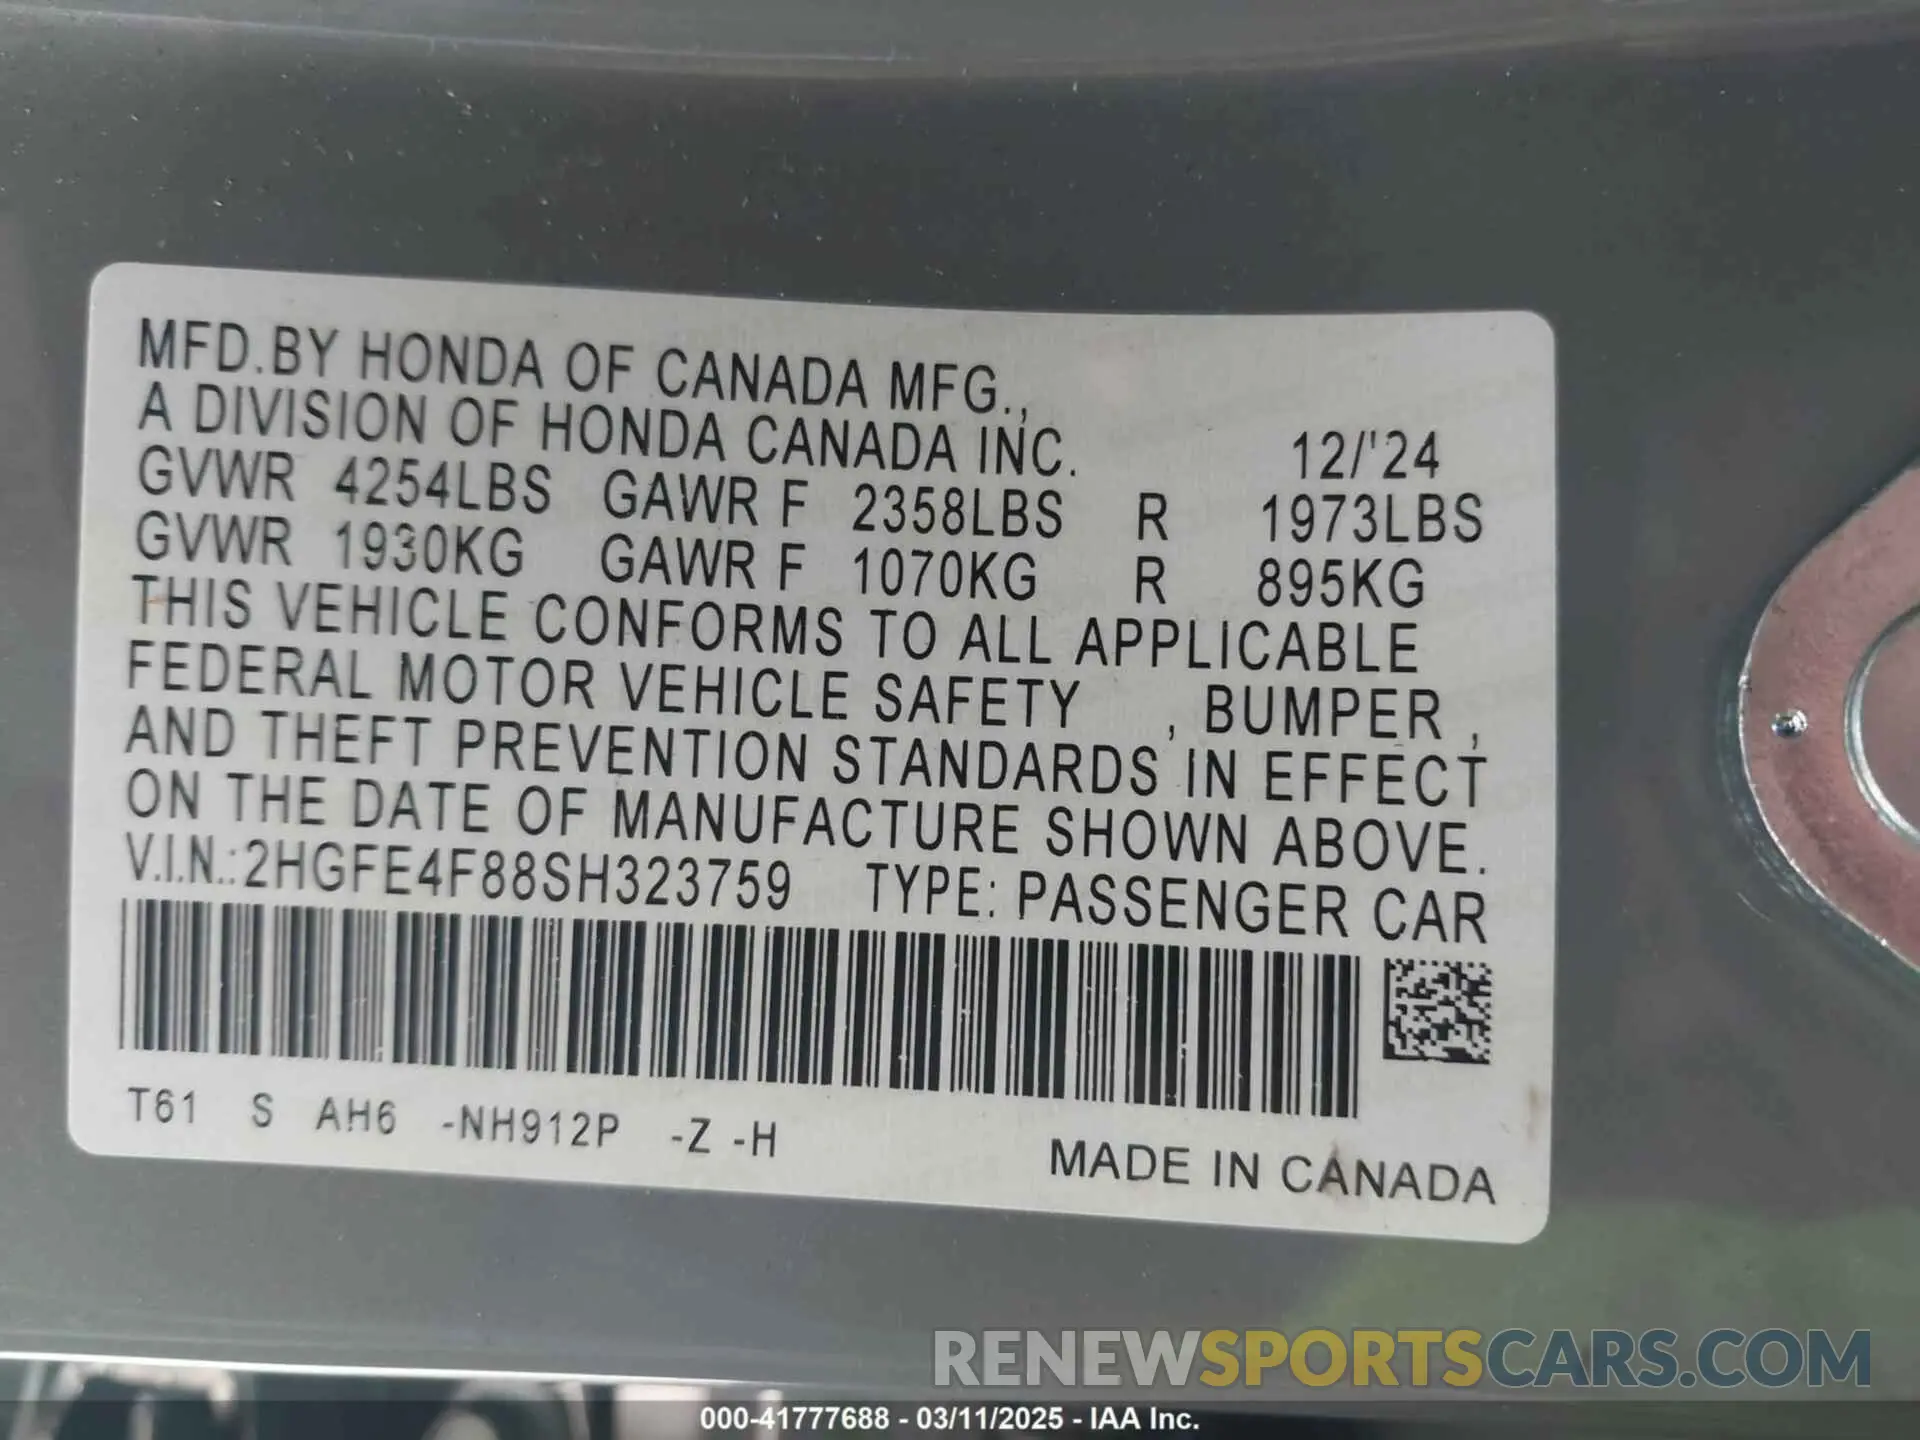 MFD.BY HONDA OF CANADA MFG.,
A DIVISION OF HONDA CANADA INC. 12/'24
GVWR 4254LBS GAWR F 2358LBS R 1973LBS
GVWR 1930KG GAWR F 1070KG R 895KG
THIS VEHICLE CONFORMS TO ALL APPLICABLE
FEDERAL MOTOR VEHICLE SAFETY , BUMPER ,
AND THEFT PREVENTION STANDARDS IN EFFECT
ON THE DATE OF MANUFACTURE SHOWN ABOVE.
V.I.N.:2HGFE4F88SH323759 TYPE: PASSENGER CAR
T61 S AH6 -NH912P -Z -H
MADE IN CANADA
RENEWSPORTSCARS.COM
000-41777688 - 03/11/2025 - IAA Inc.